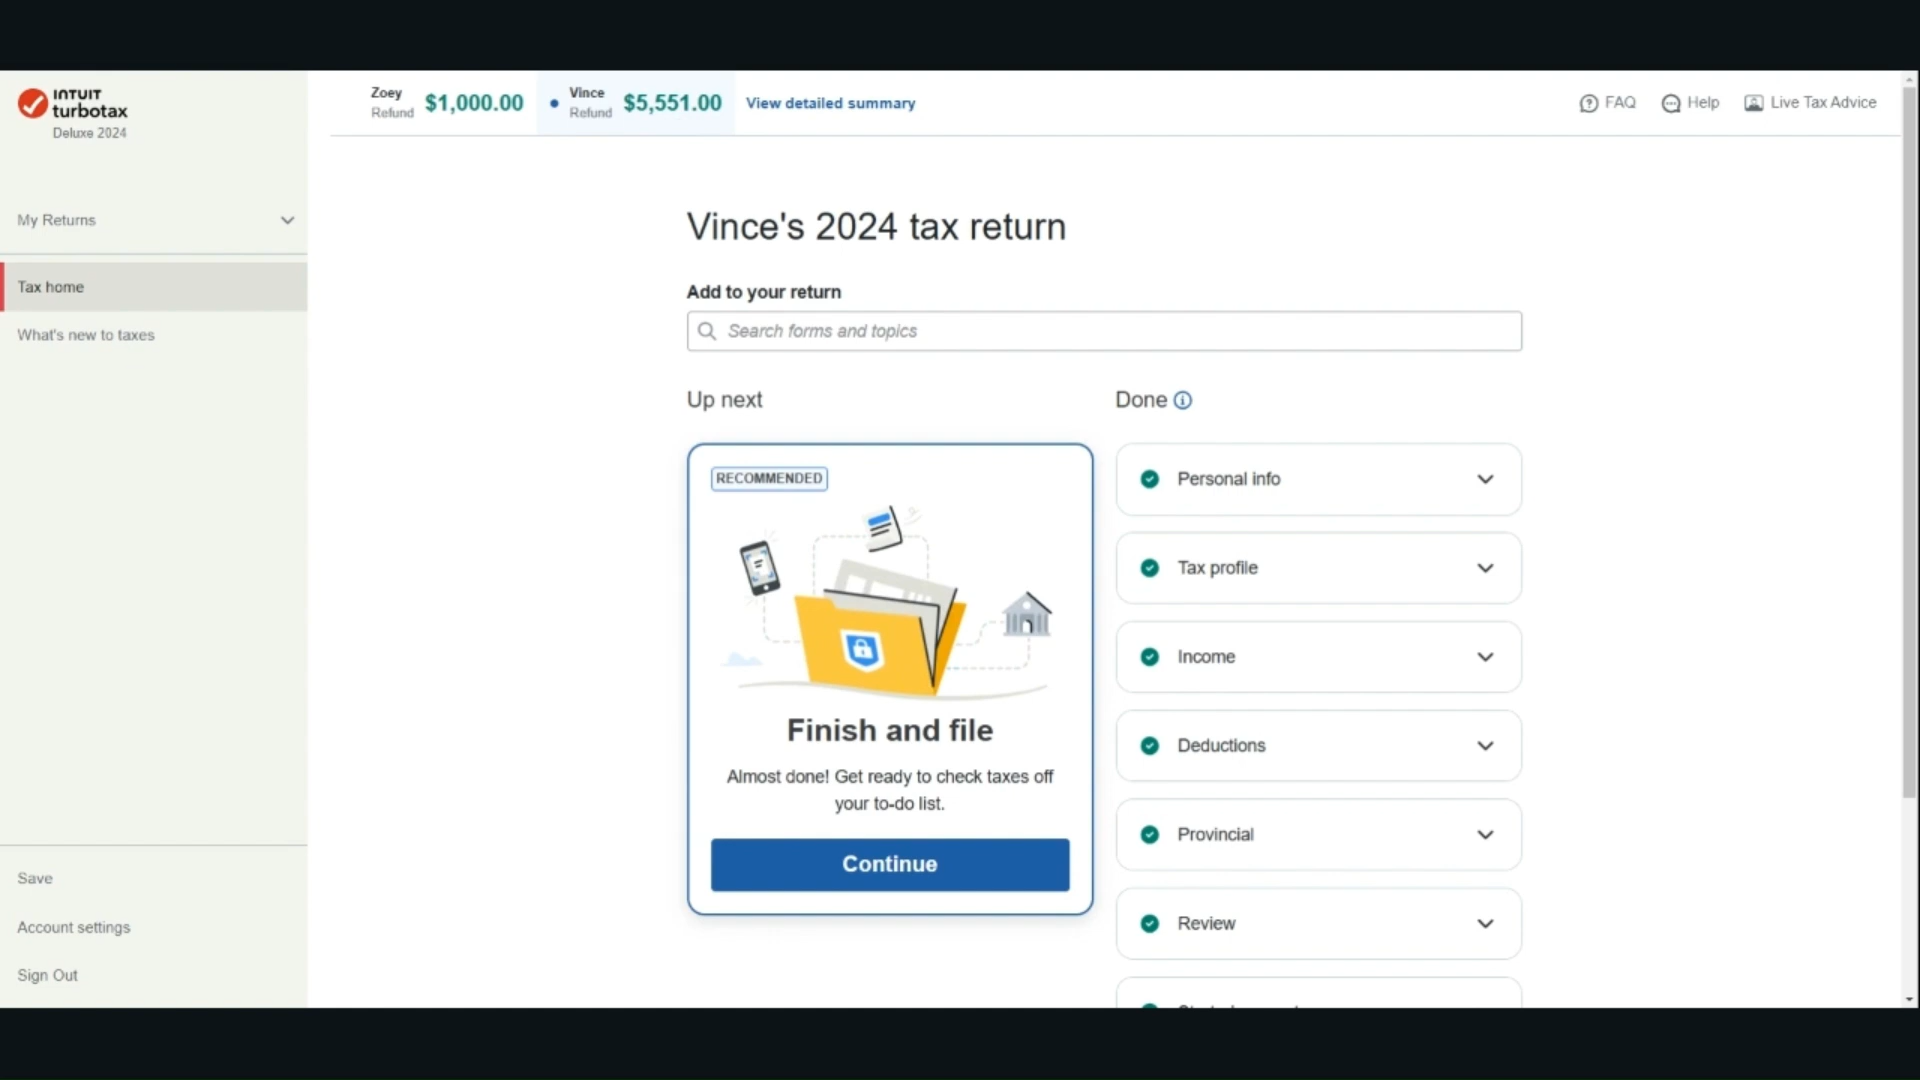 INTUIT
turbotax
Deluxe 2024
My Returns
Tax home
What's new to taxes
Save
Account settings
Sign Out
Zoey
Refund
$1,000.00
Vince
Refund
$5,551.00
View detailed summary
FAQ
Help
Live Tax Advice
Vince's 2024 tax return
Add to your return
Search forms and topics
Up next
RECOMMENDED
Finish and file
Almost done! Get ready to check taxes off
your to-do list.
Continue
Done
Personal info
Tax profile
Income
Deductions
Provincial
Review